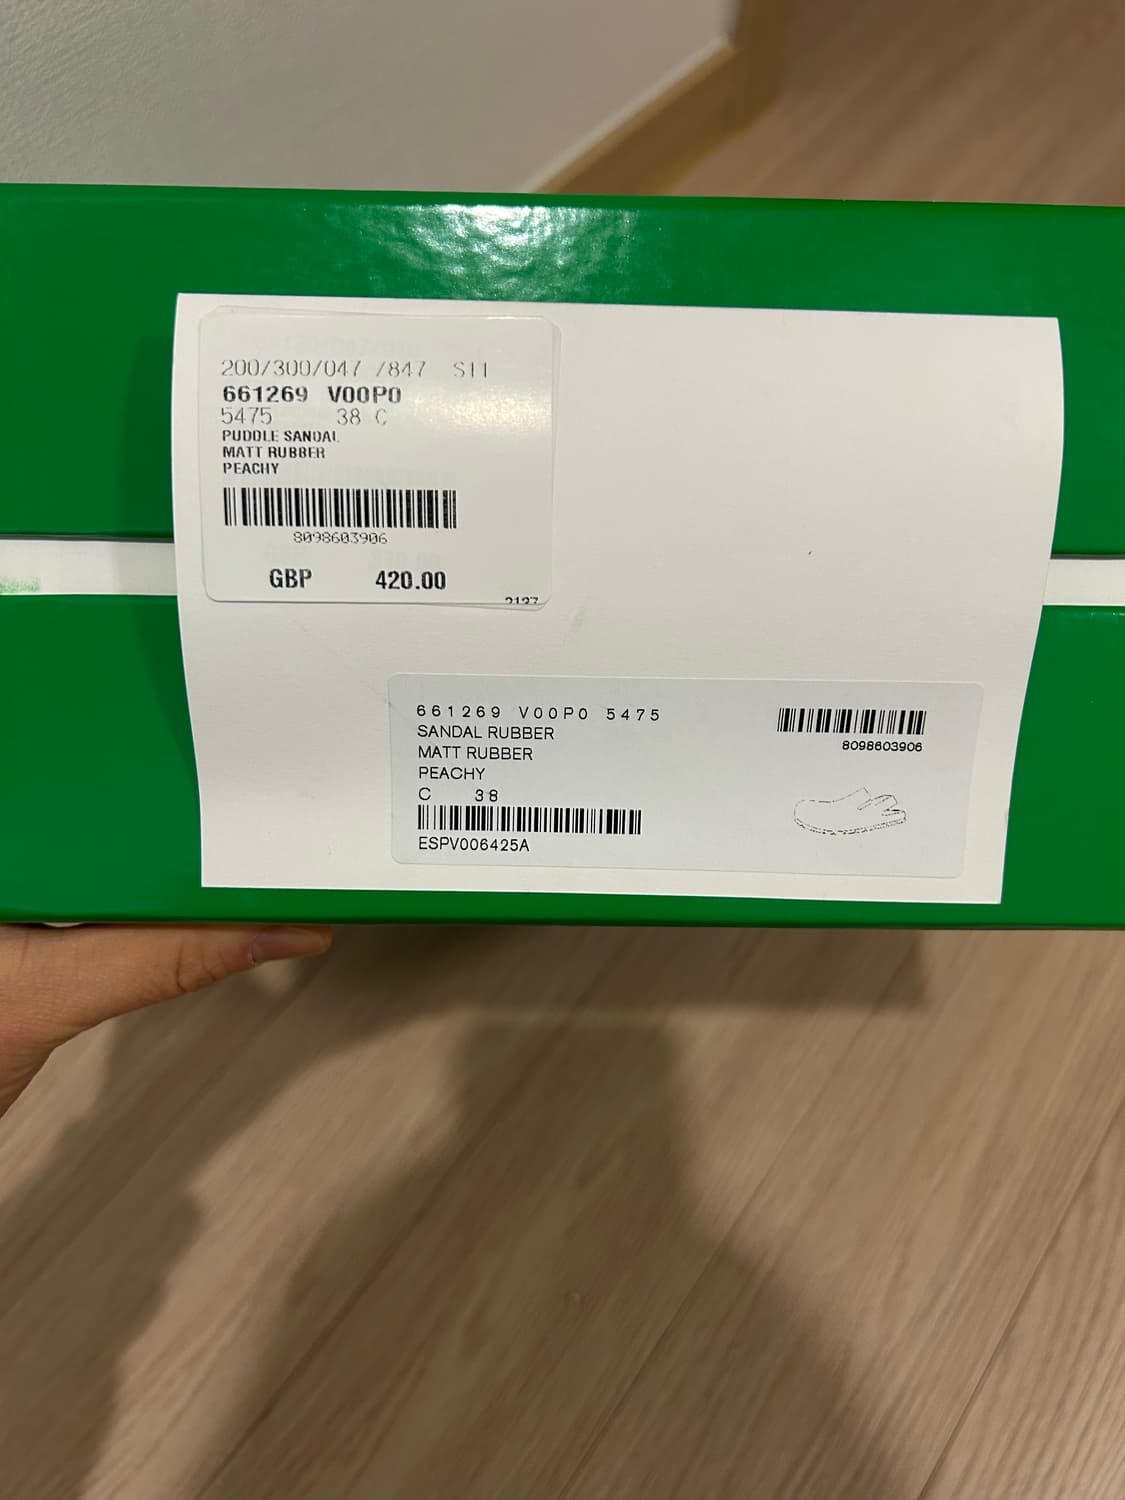 200/300/047 /847 S11
661269 V00P0
5475 38 C
PUDDLE SANDAL
MATT RUBBER
PEACHY
8098603906
GBP 420.00
661269 V00P0 5475
SANDAL RUBBER
MATT RUBBER
PEACHY
C 38
ESPV006425A
8098603906